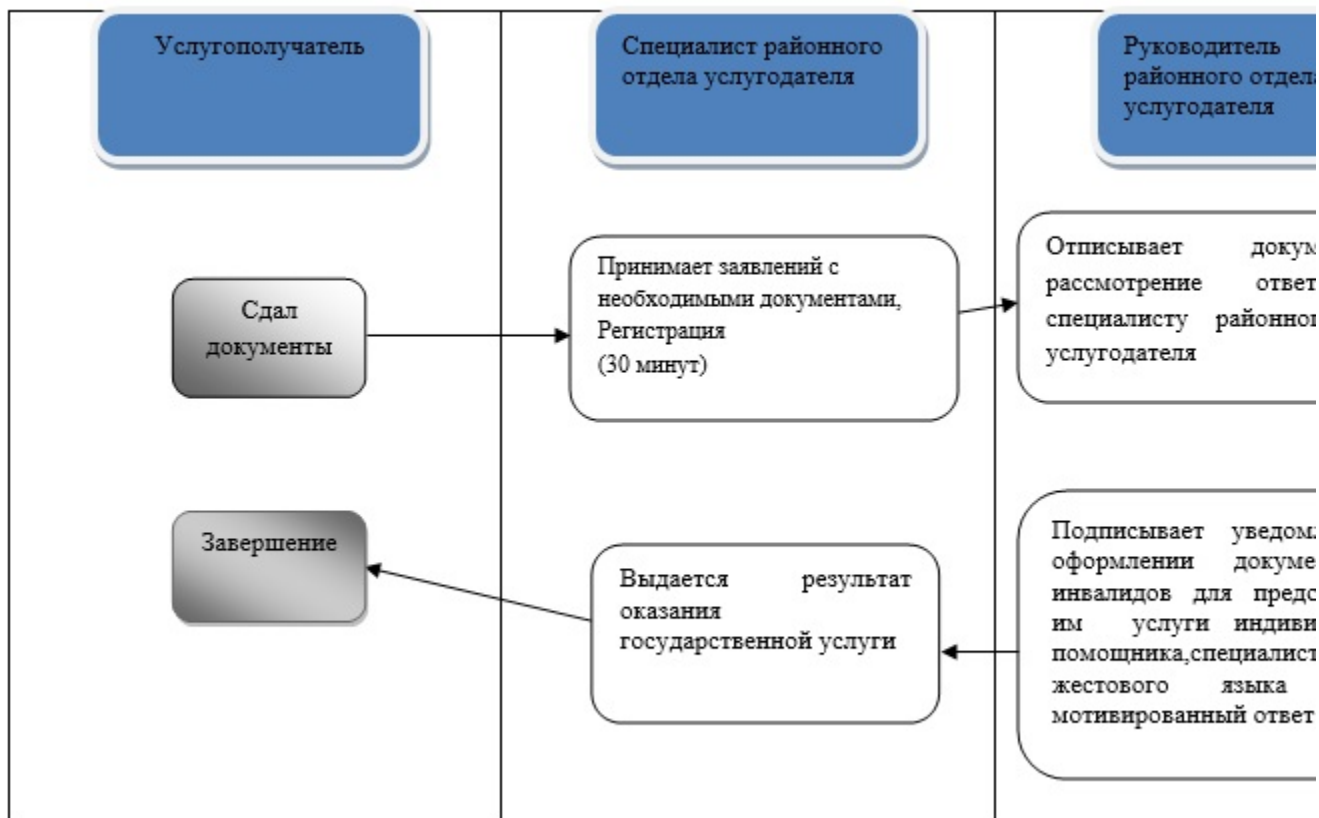 Услугополучатель
Специалист районного
отдела услугодателя
Руководитель
районного отдела
услугодателя
Сдал
документы
Принимает заявлений с
необходимыми документами,
Регистрация
(30 минут)
Отписывает
рассмотрение
специалисту
услугодателя
Завершение
Выдается результат
оказания
государственной услуги
Подписывает
оформлении
инвалидов для
им услуги
жестового языка
мотивированный ответ